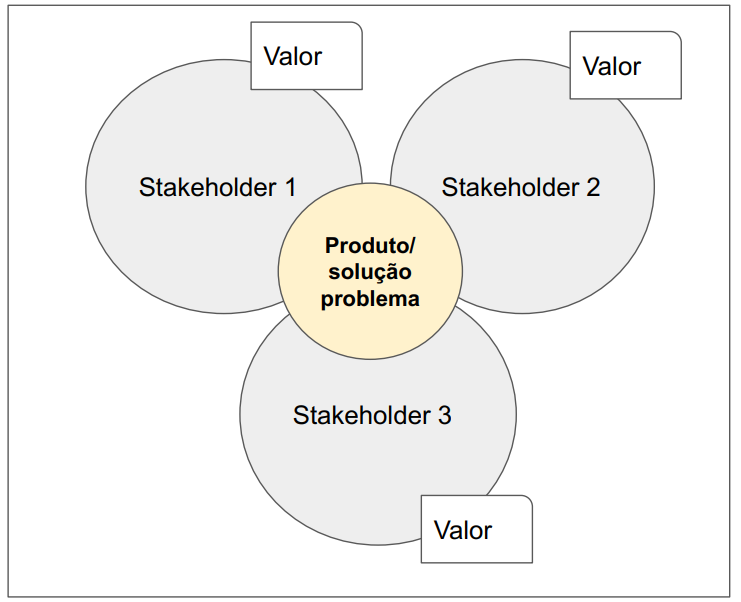 Valor
Valor
Stakeholder 1
Stakeholder 2
Produto/
solução
problema
Stakeholder 3
Valor